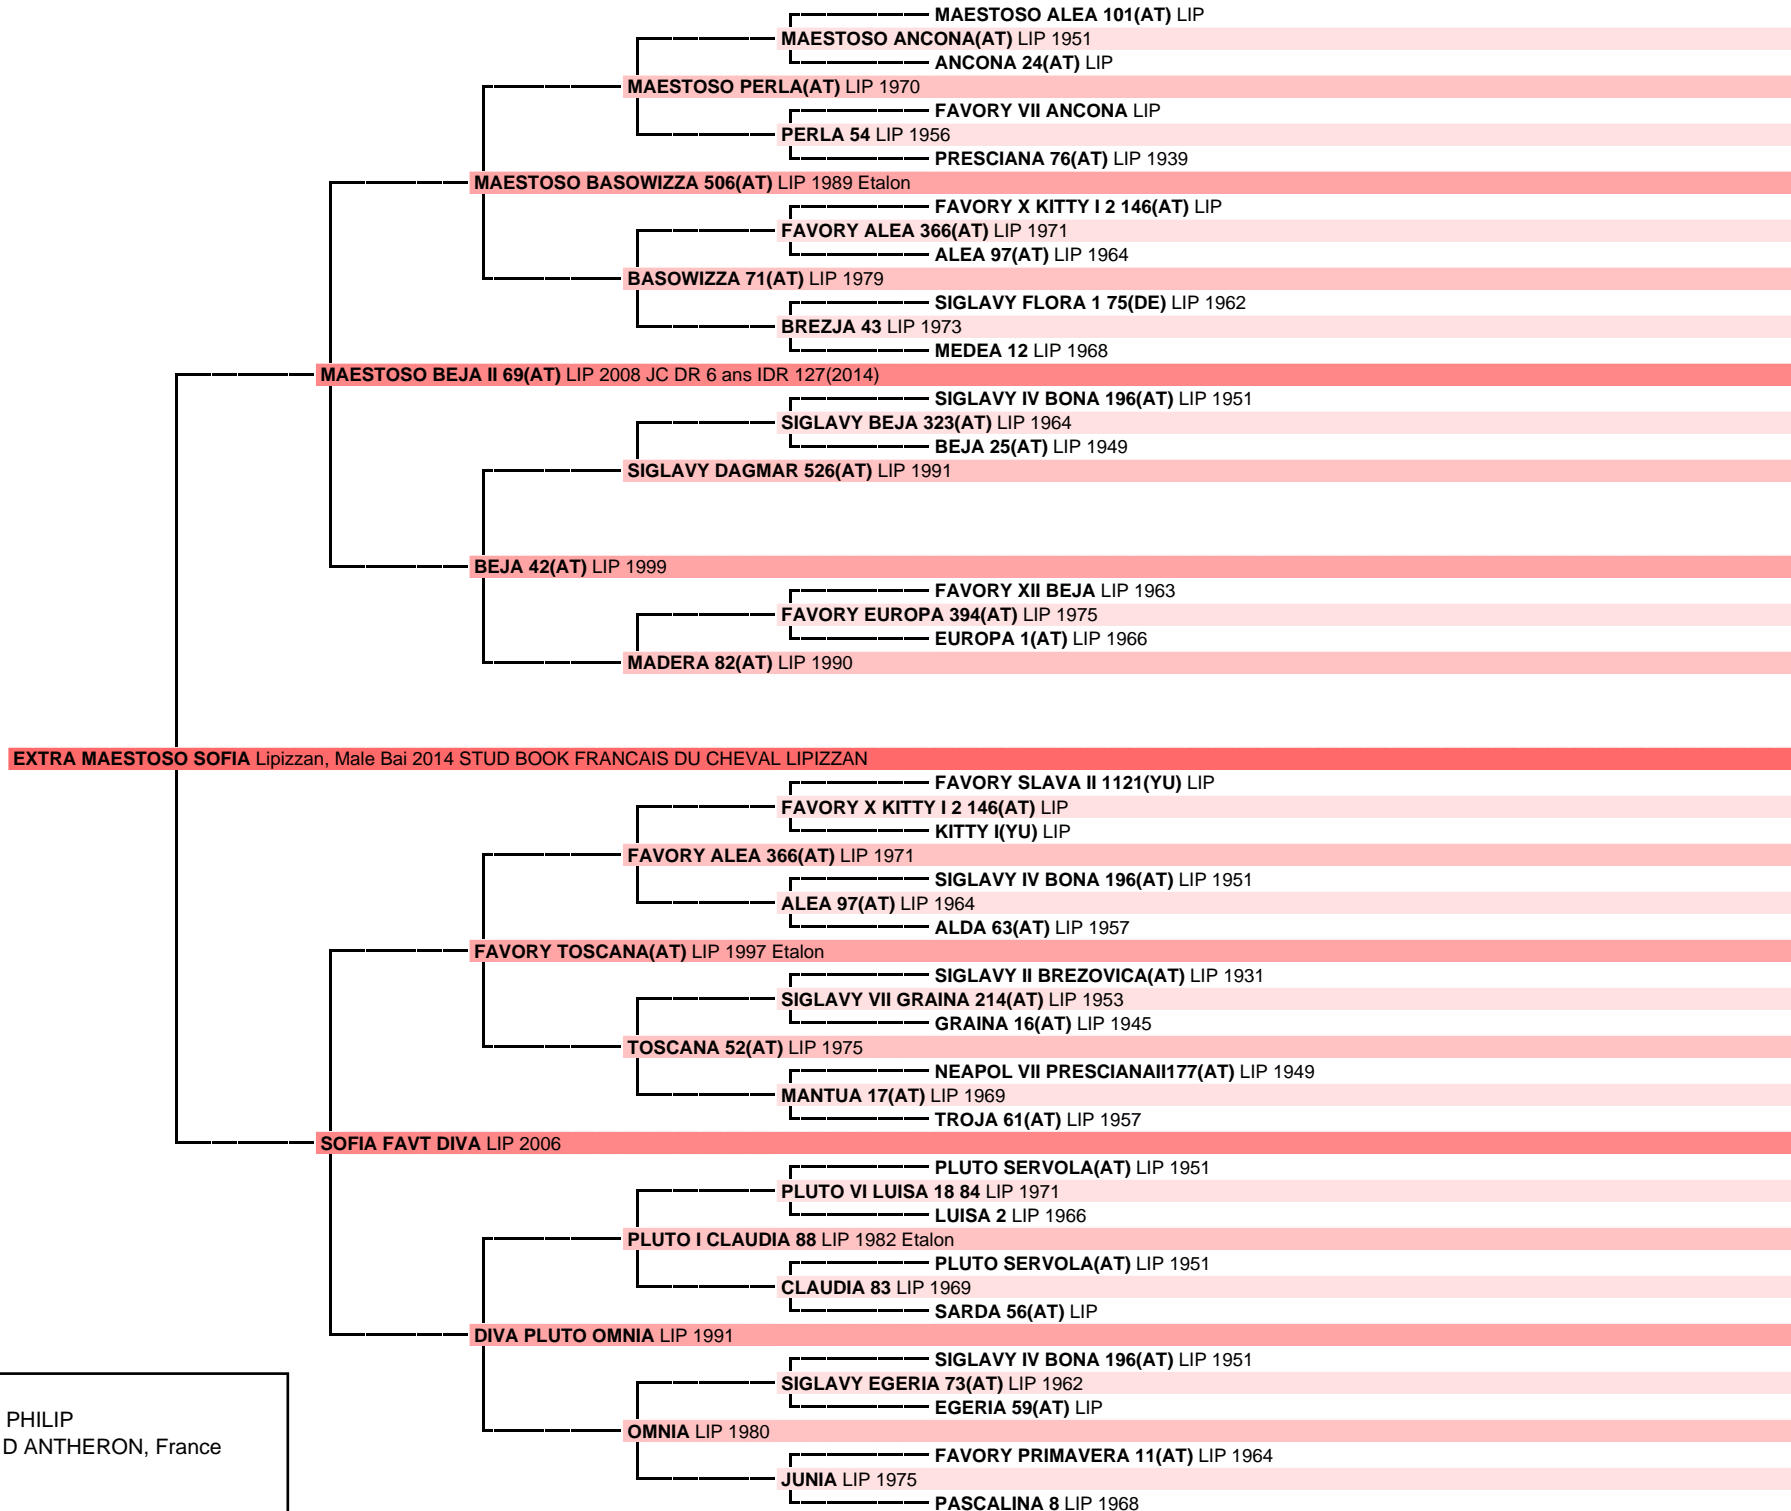 MAESTOSO ALEA 101(AT) LIP
MAESTOSO ANCONA(AT) LIP 1951
ANCONA 24(AT) LIP
MAESTOSO PERLA(AT) LIP 1970
FAVORY VII ANCONA LIP
PERLA 54 LIP 1956
PRESCIANA 76(AT) LIP 1939
MAESTOSO BASOWIZZA 506(AT) LIP 1989 Etalon
FAVORY X KITTY I 2 146(AT) LIP
FAVORY ALEA 366(AT) LIP 1971
ALEA 97(AT) LIP 1964
BASOWIZZA 71(AT) LIP 1979
SIGLAVY FLORA 1 75(DE) LIP 1962
BREZJA 43 LIP 1973
MEDEA 12 LIP 1968
MAESTOSO BEJA II 69(AT) LIP 2008 JC DR 6 ans IDR 127(2014)
SIGLAVY IV BONA 196(AT) LIP 1951
SIGLAVY BEJA 323(AT) LIP 1964
BEJA 25(AT) LIP 1949
SIGLAVY DAGMAR 526(AT) LIP 1991
BEJA 42(AT) LIP 1999
FAVORY XII BEJA LIP 1963
FAVORY EUROPA 394(AT) LIP 1975
EUROPA 1(AT) LIP 1966
MADERA 82(AT) LIP 1990
EXTRA MAESTOSO SOFIA Lipizzan, Male Bai 2014 STUD BOOK FRANCAIS DU CHEVAL LIPIZZAN
FAVORY SLAVA II 1121(YU) LIP
FAVORY X KITTY I 2 146(AT) LIP
KITTY I(YU) LIP
FAVORY ALEA 366(AT) LIP 1971
SIGLAVY IV BONA 196(AT) LIP 1951
ALEA 97(AT) LIP 1964
ALDA 63(AT) LIP 1957
FAVORY TOSCANA(AT) LIP 1997 Etalon
SIGLAVY II BREZOVICA(AT) LIP 1931
SIGLAVY VII GRAINA 214(AT) LIP 1953
GRAINA 16(AT) LIP 1945
TOSCANA 52(AT) LIP 1975
NEAPOL VII PRESCIANAII177(AT) LIP 1949
MANTUA 17(AT) LIP 1969
TROJA 61(AT) LIP 1957
SOFIA FAVT DIVA LIP 2006
PLUTO SERVOLA(AT) LIP 1951
PLUTO VI LUISA 18 84 LIP 1971
LUISA 2 LIP 1966
PLUTO I CLAUDIA 88 LIP 1982 Etalon
PLUTO SERVOLA(AT) LIP 1951
CLAUDIA 83 LIP 1969
SARDA 56(AT) LIP
DIVA PLUTO OMNIA LIP 1991
SIGLAVY IV BONA 196(AT) LIP 1951
SIGLAVY EGERIA 73(AT) LIP 1962
EGERIA 59(AT) LIP
PHILIP
OMNIA LIP 1980
D ANTHERON, France
FAVORY PRIMAVERA 11(AT) LIP 1964
JUNIA LIP 1975
PASCALINA 8 LIP 1968